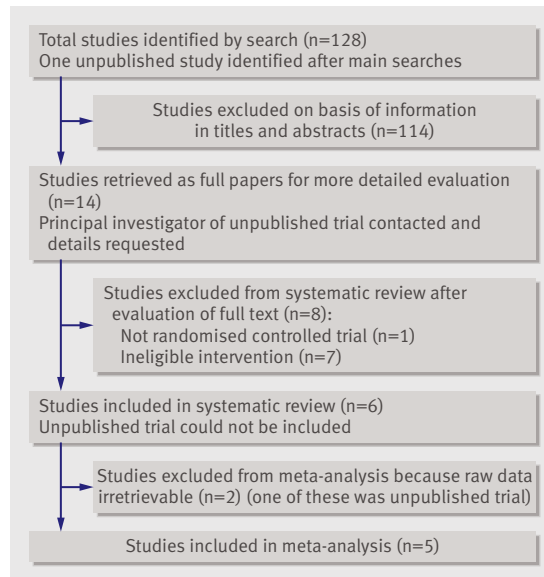 Total studies identified by search (n=128)
One unpublished study identified after main searches
Studies excluded on basis of information
in titles and abstracts (n=114)
Studies retrieved as full papers for more detailed evaluation
(n=14)
Principal investigator of unpublished trial contacted and
details requested
Studies excluded from systematic review after
evaluation of full text (n=8):
Not randomised controlled trial (n=1)
Ineligible intervention (n=7)
Studies included in systematic review (n=6)
Unpublished trial could not be included
Studies excluded from meta-analysis because raw data
irretrievable (n=2) (one of these was unpublished trial)
Studies included in meta-analysis (n=5)